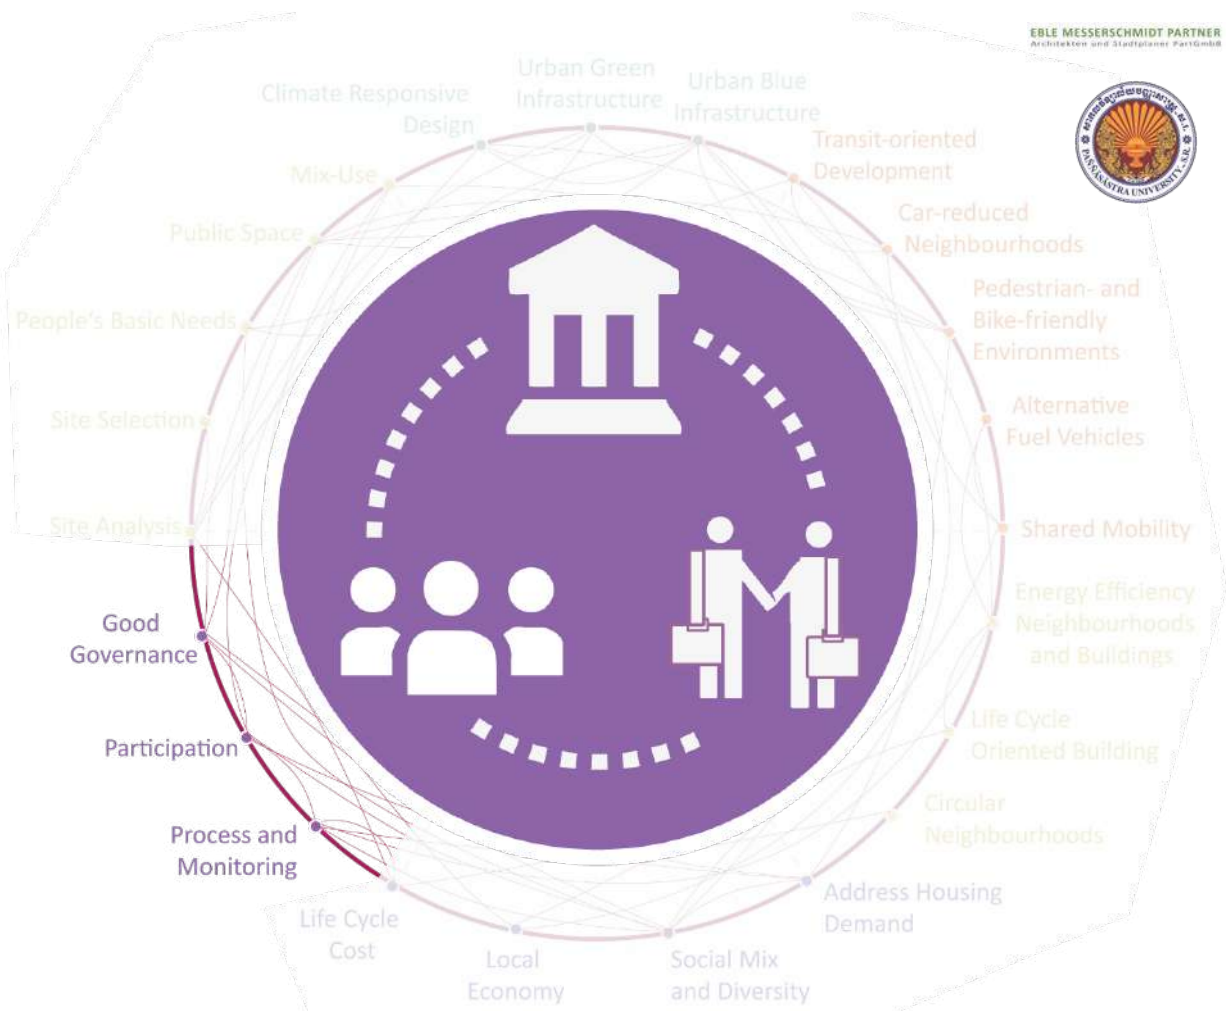 EBLE MESSERSCHMIDT PARTNER
Architekten und Stadtplaner PartGmbB
Urban Green
Infrastructure
Urban Blue
Infrastructure
Climate Responsive
Design
Transit-oriented
Development
Mix-Use
Car-reduced
Neighbourhoods
Public Space
Pedestrian- and
Bike-friendly
Environments
People's Basic Needs
Alternative
Fuel Vehicles
Site Selection
Shared Mobility
Site Analysis
Energy Efficiency
Neighbourhoods
and Buildings
Good
Governance
Life Cycle
Oriented Building
Participation
Circular
Neighbourhoods
Process and
Monitoring
Address Housing
Demand
Life Cycle
Cost
Local
Economy
Social Mix
and Diversity
PAÑÑĀSĀSTRA UNIVERSITY-S.R.